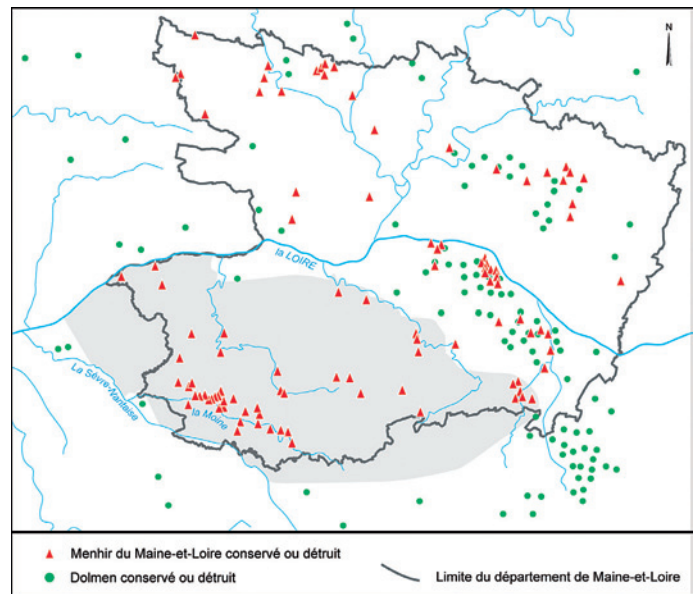 N
la LOIRE
La Sèvre-Nantaise
la Moine
Menhir du Maine-et-Loire conservé ou détruit
Dolmen conservé ou détruit
Limite du département de Maine-et-Loire